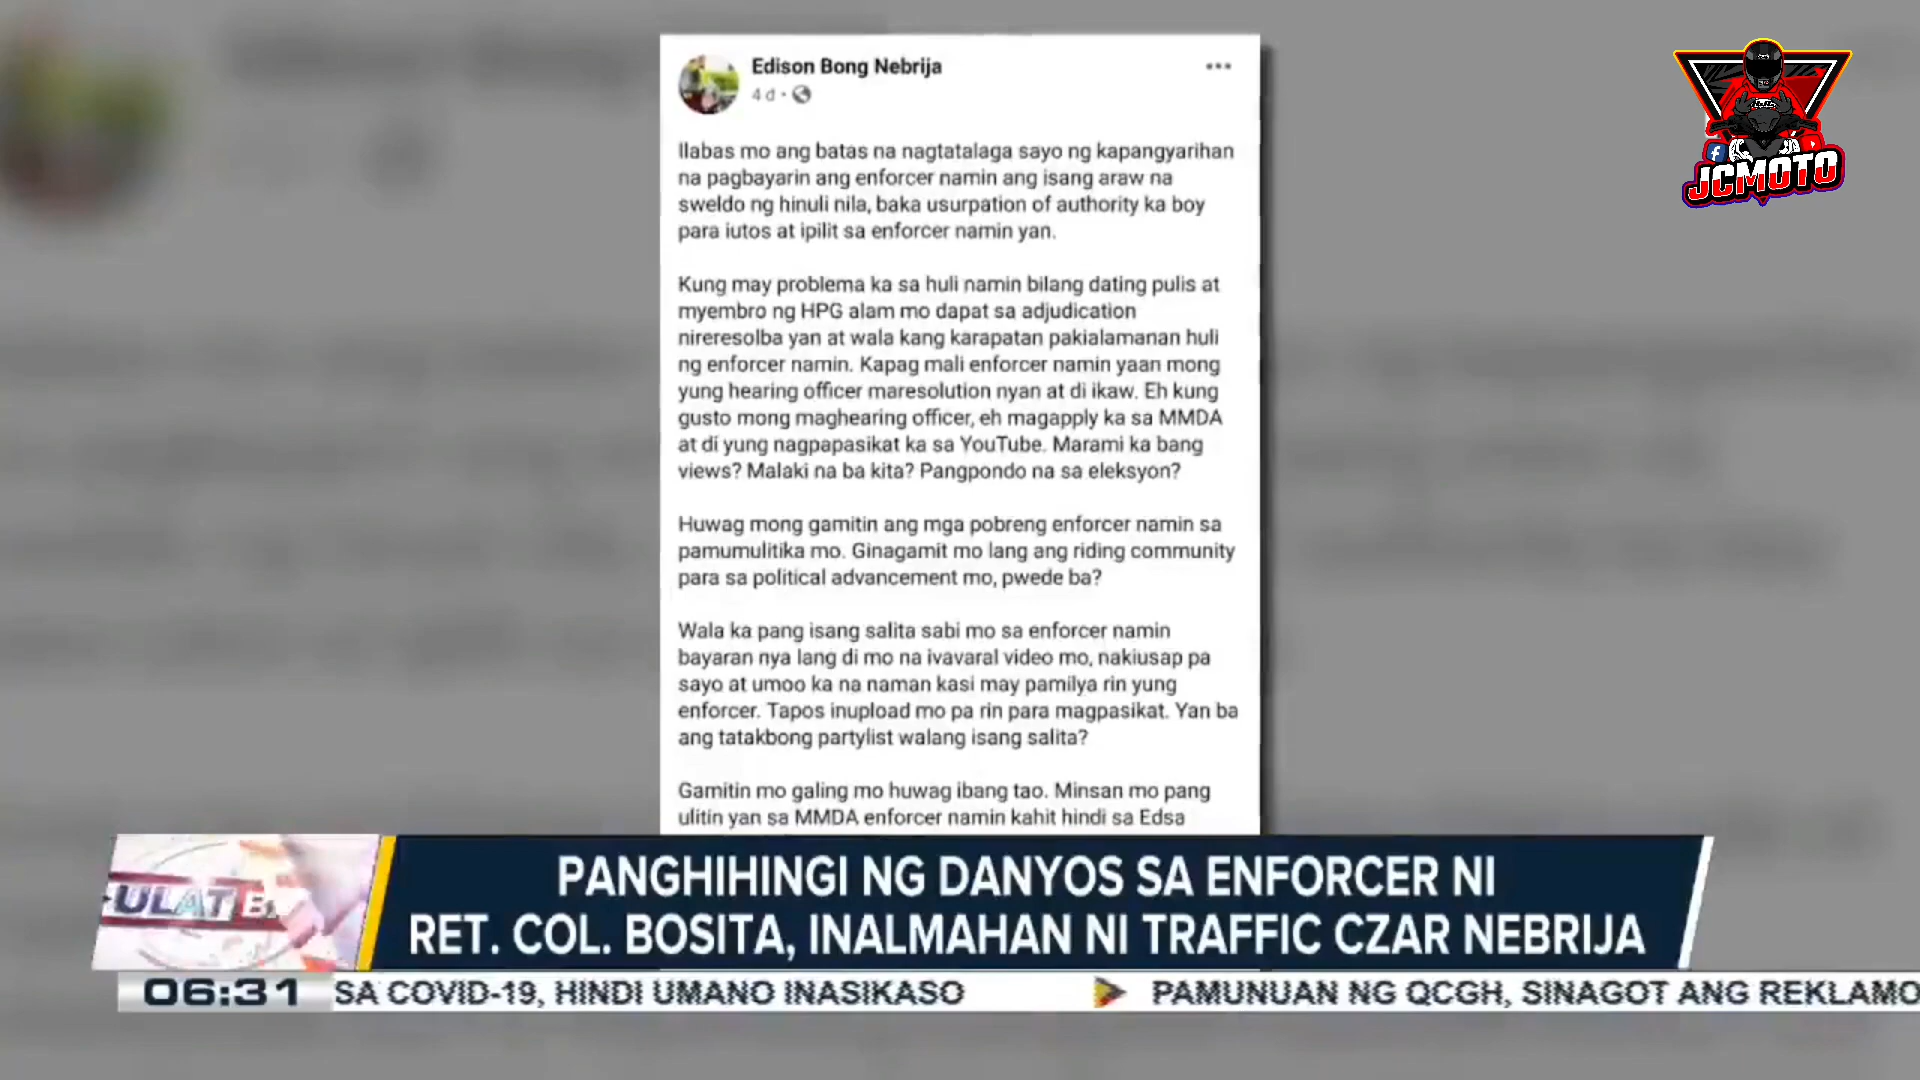 Edison Bong Nebrija
4 d
Ilabas mo ang batas na nagtatalaga sayo ng kapangyarihan
na pagbayarin ang enforcer namin ang isang araw na
sweldo ng hinuli nila, baka usurpation of authority ka boy
para iutos at ipilit sa enforcer namin yan.
Kung may problema ka sa huli namin bilang dating pulis at
myembro ng HPG alam mo dapat sa adjudication
nireresolba yan at wala kang karapatan pakialamanan huli
ng enforcer namin. Kapag mali enforcer namin yaan mong
yung hearing officer maresolution nyan at di ikaw. Eh kung
gusto mong maghearing officer, eh magapply ka sa MMDA
at di yung nagpapasikat ka sa YouTube. Marami ka bang
views? Malaki na ba kita? Pangpondo na sa eleksyon?
Huwag mong gamitin ang mga pobreng enforcer namin sa
pamumulitika mo. Ginagamit mo lang ang riding community
para sa political advancement mo, pwede ba?
Wala ka pang isang salita sabi mo sa enforcer namin
bayaran nya lang di mo na ivavaral video mo, nakiusap pa
sayo at umoo ka na naman kasi may pamilya rin yung
enforcer. Tapos inupload mo pa rin para magpasikat. Yan ba
ang tatakbong partylist walang isang salita?
Gamitin mo galing mo huwag ibang tao. Minsan mo pang
ulitin yan sa MMDA enforcer namin kahit hindi sa Edsa
JCMOTO
ULAT B
PANGHIHINGI NG DANYOS SA ENFORCER NI
RET. COL. BOSITA, INALMAHAN NI TRAFFIC CZAR NEBRIJA
06:31
SA COVID-19, HINDI UMANO INASIKASO
PAMUNUAN NG QCGH, SINAGOT ANG REKLAMO